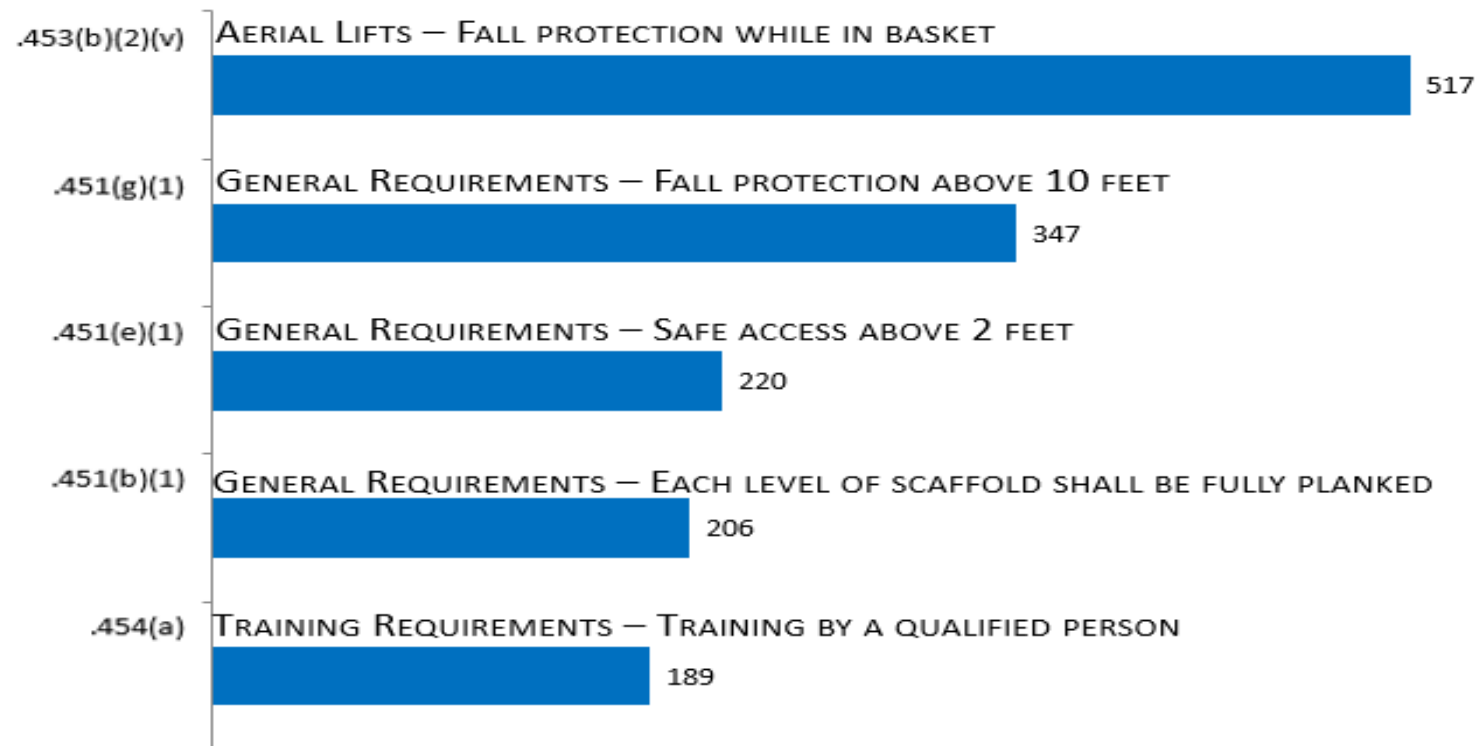 .453(b)(2)(v) Aerial Lifts – Fall protection while in basket
517
.451(g)(1) General Requirements – Fall protection above 10 feet
347
.451(e)(1) General Requirements – Safe access above 2 feet
220
.451(b)(1) General Requirements – Each level of scaffold shall be fully planked
206
.454(a) Training Requirements – Training by a qualified person
189